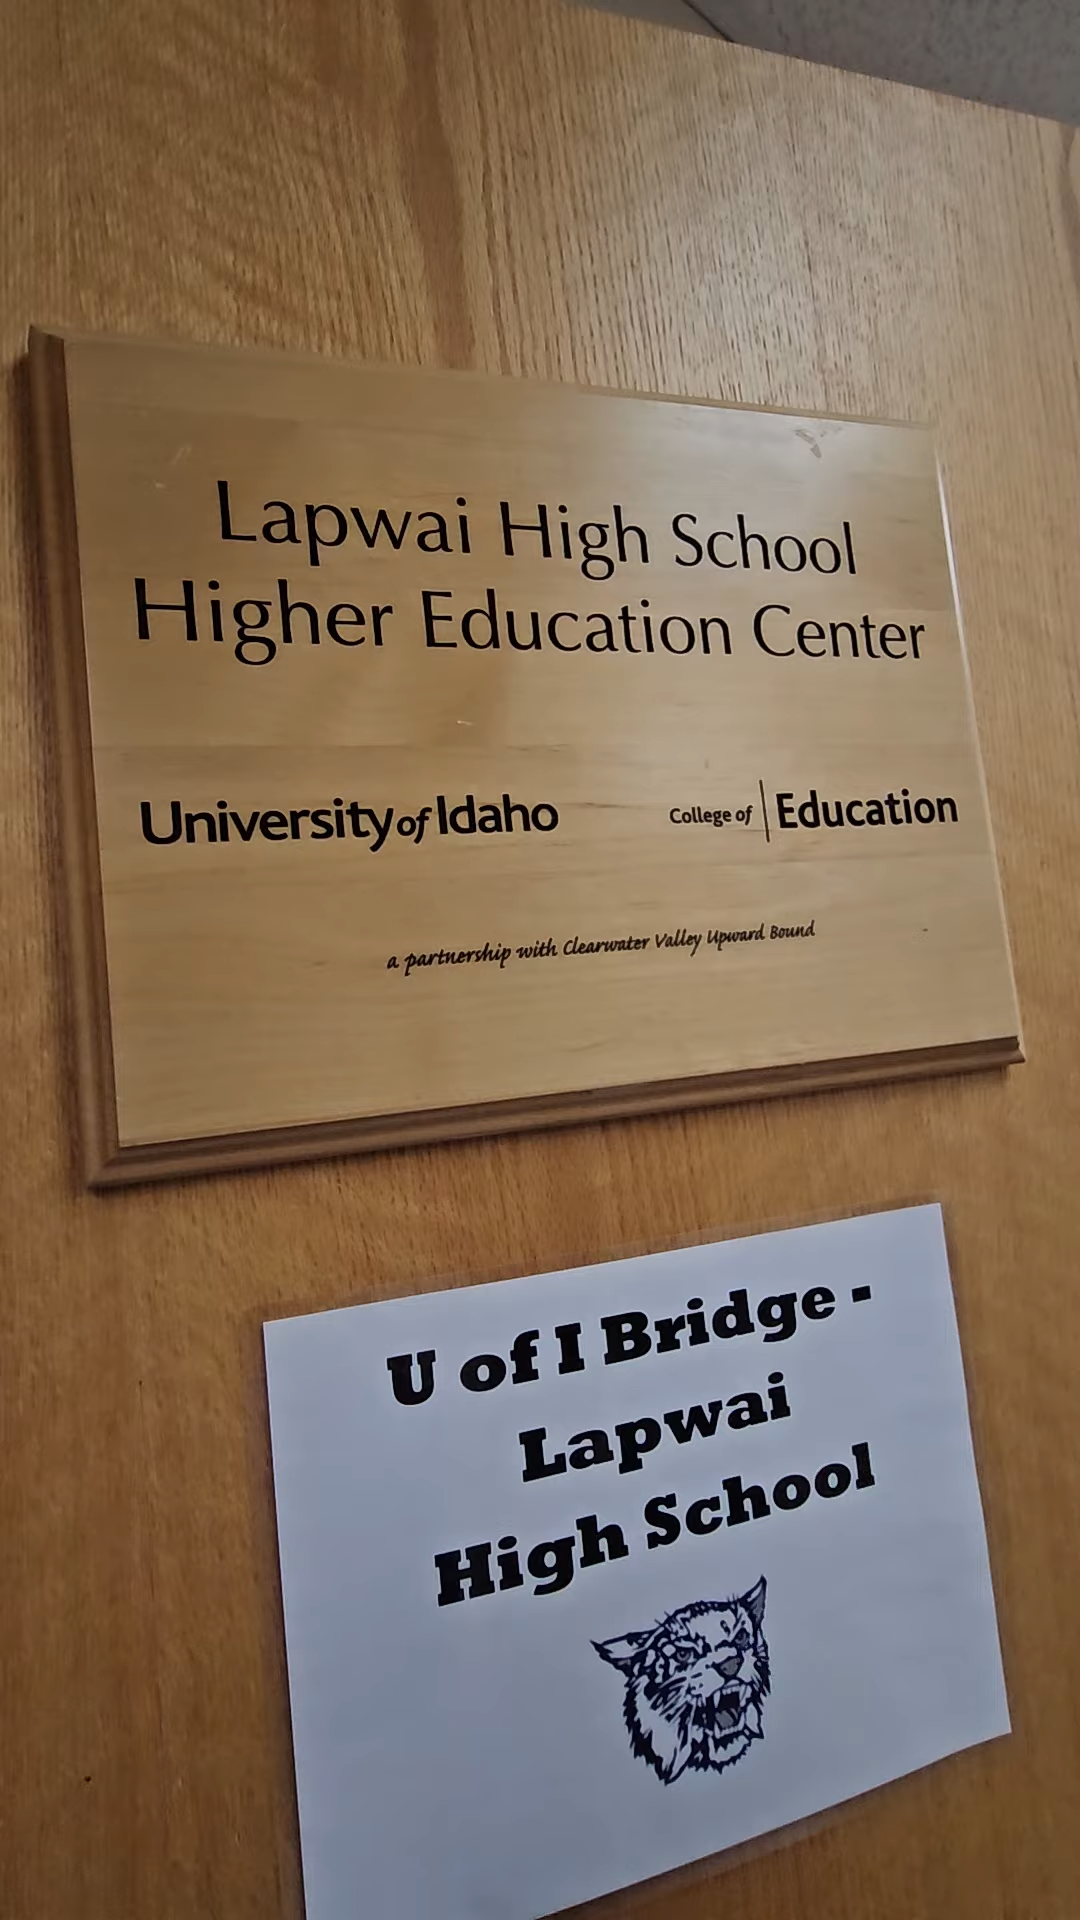 Lapwai High School
Higher Education Center
University of Idaho
College of | Education
a partnership with Clearwater Valley Upward Bound
U of I Bridge -
Lapwai
High School